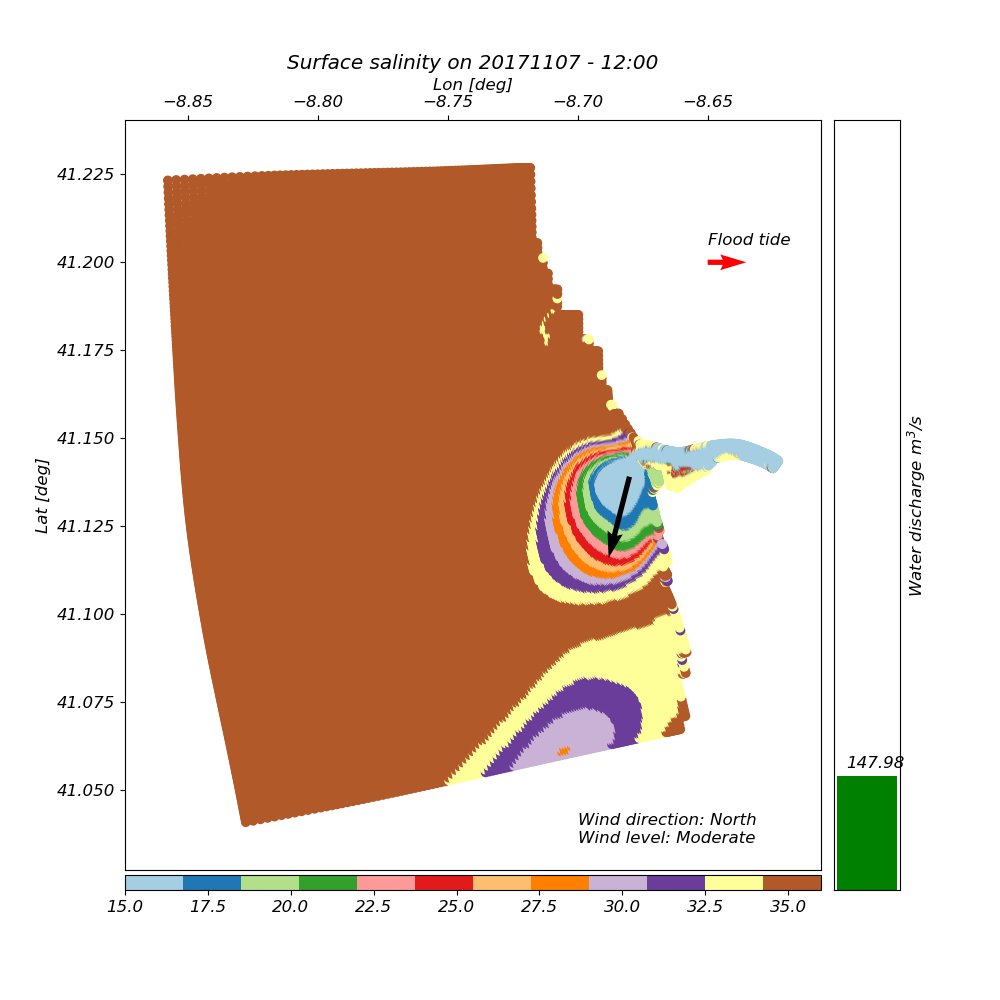 Surface salinity on 20171107 - 12:00
Lon [deg]
−8.85 −8.80 −8.75 −8.70 −8.65
41.225
41.200
41.175
41.150
41.125
41.100
41.075
41.050
Lat [deg]
Flood tide
Wind direction: North
Wind level: Moderate
15.0 17.5 20.0 22.5 25.0 27.5 30.0 32.5 35.0
147.98
Water discharge m³/s